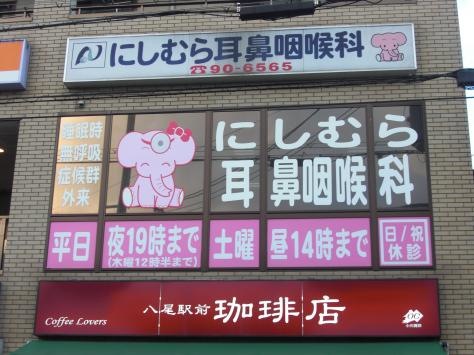 にしむら耳鼻咽喉科
☎90-6565
睡眠時
無呼吸
症候群
外来
にしむら
耳鼻咽喉科
平日
夜19時まで
(木曜12時半まで)
土曜
昼14時まで
日/祝
休診
Coffee Lovers
八尾駅前 珈琲店